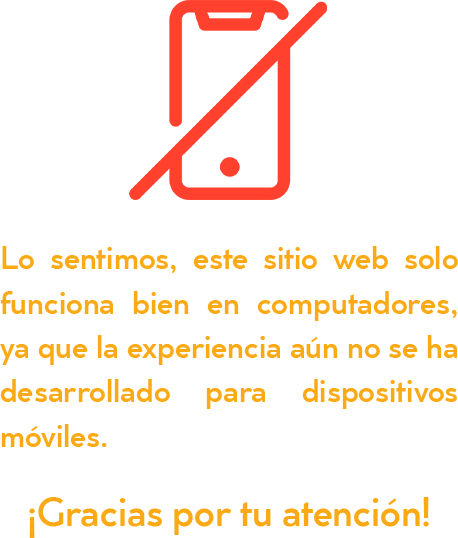 Lo sentimos, este sitio web solo
funciona bien en computadores,
ya que la experiencia aún no se ha
desarrollado para dispositivos
móviles.
¡Gracias por tu atención!